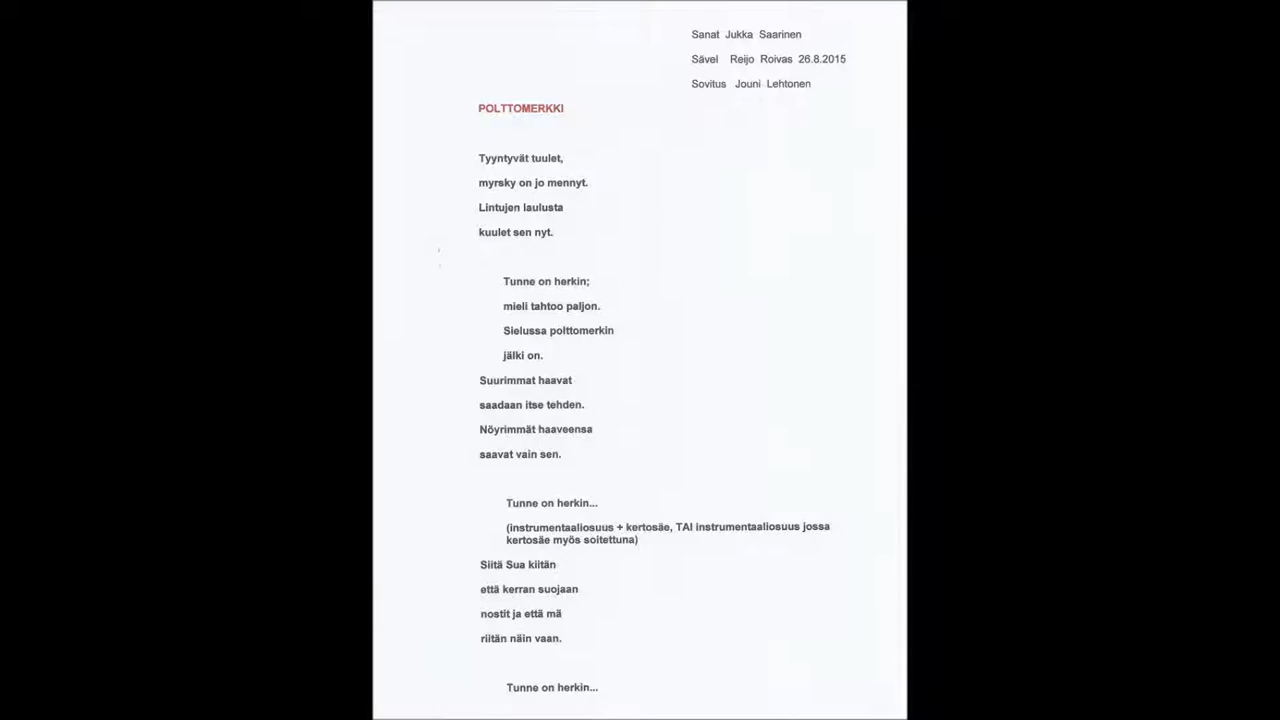 Sanat Jukka Saarinen
Sävel Reijo Roivas 26.8.2015
Sovitus Jouni Lehtonen
POLTTOMERKKI
Tyyntyvät tuulet,
myrsky on jo mennyt.
Lintujen laulusta
kuulet sen nyt.
Tunne on herkin;
mieli tahtoo paljon.
Sielussa polttomerkin
jälki on.
Suurimmat haavat
saadaan itse tehden.
Nöyrimmät haaveensa
saavat vain sen.
Tunne on herkin...
(instrumentaaliosuus + kertosäe, TAI instrumentaaliosuus jossa
kertosäe myös soitettuna)
Siitä Sua kiitän
että kerran suojaan
nostit ja että mä
riitän näin vaan.
Tunne on herkin...